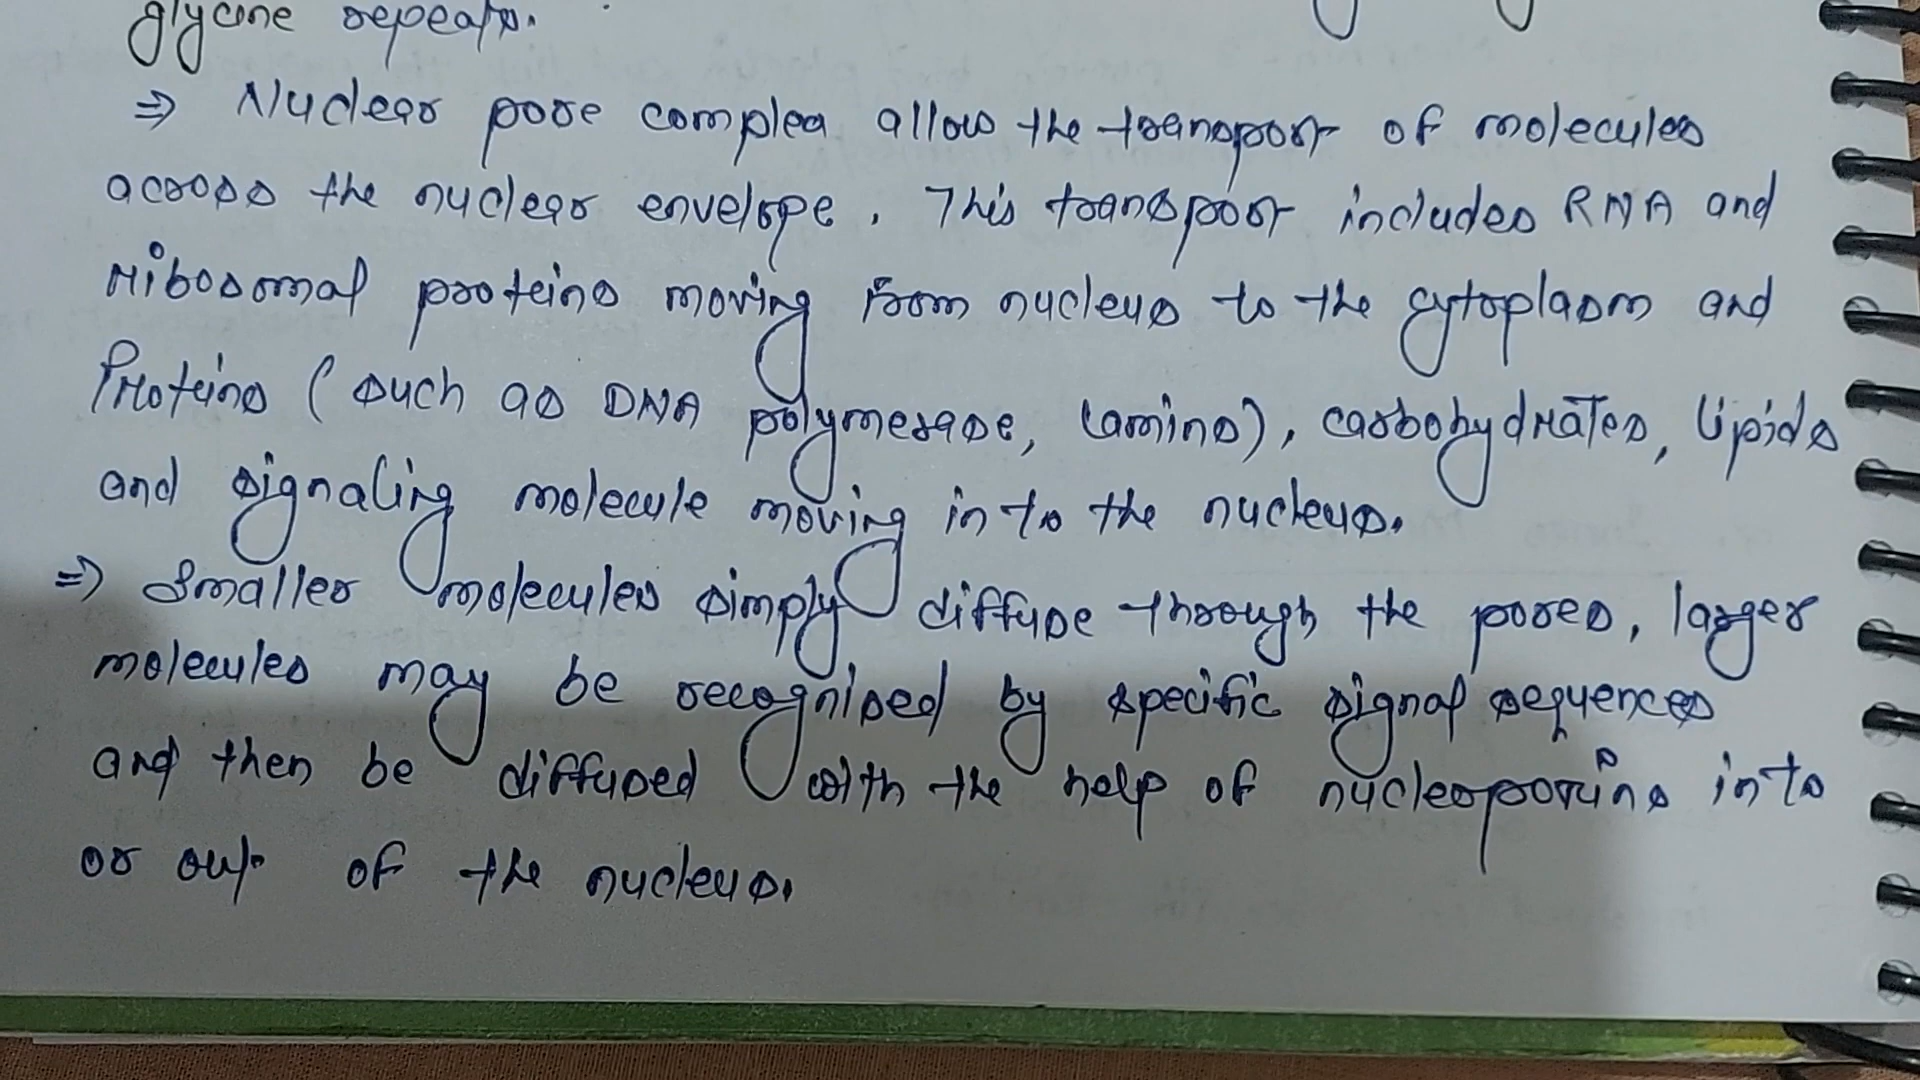 glycine repeats.
⇒ Nuclear pore complex allow the transport of molecules
across the nuclear envelope. This transport includes RNA and
ribosomal proteins moving from nucleus to the cytoplasm and
Proteins (such as DNA polymerase, lamins), carbohydrates, lipids
and signaling molecule moving in to the nucleus.
⇒ Smaller molecules simply diffuse through the pores, larger
molecules may be recognised by specific signal sequences
and then be diffused with the help of nucleoporins into
or out of the nucleus.